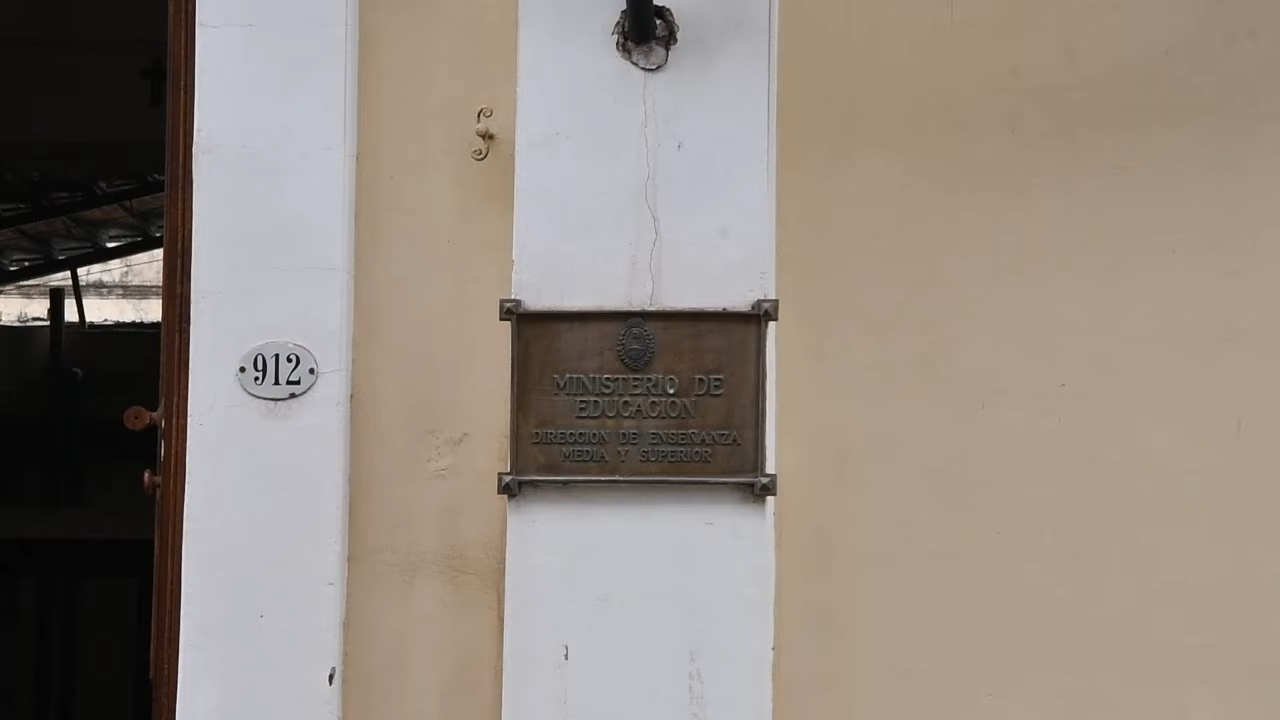 912
MINISTERIO DE
EDUCACION
DIRECCION DE ENSEÑANZA
MEDIA Y SUPERIOR